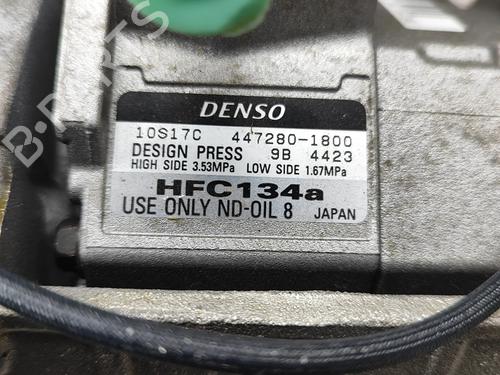 DENSO
10S17C 447280-1800
DESIGN PRESS 9B 4423
HIGH SIDE 3.53MPa LOW SIDE 1.67MPa
HFC134a
USE ONLY ND-OIL 8 JAPAN
B-PARTS